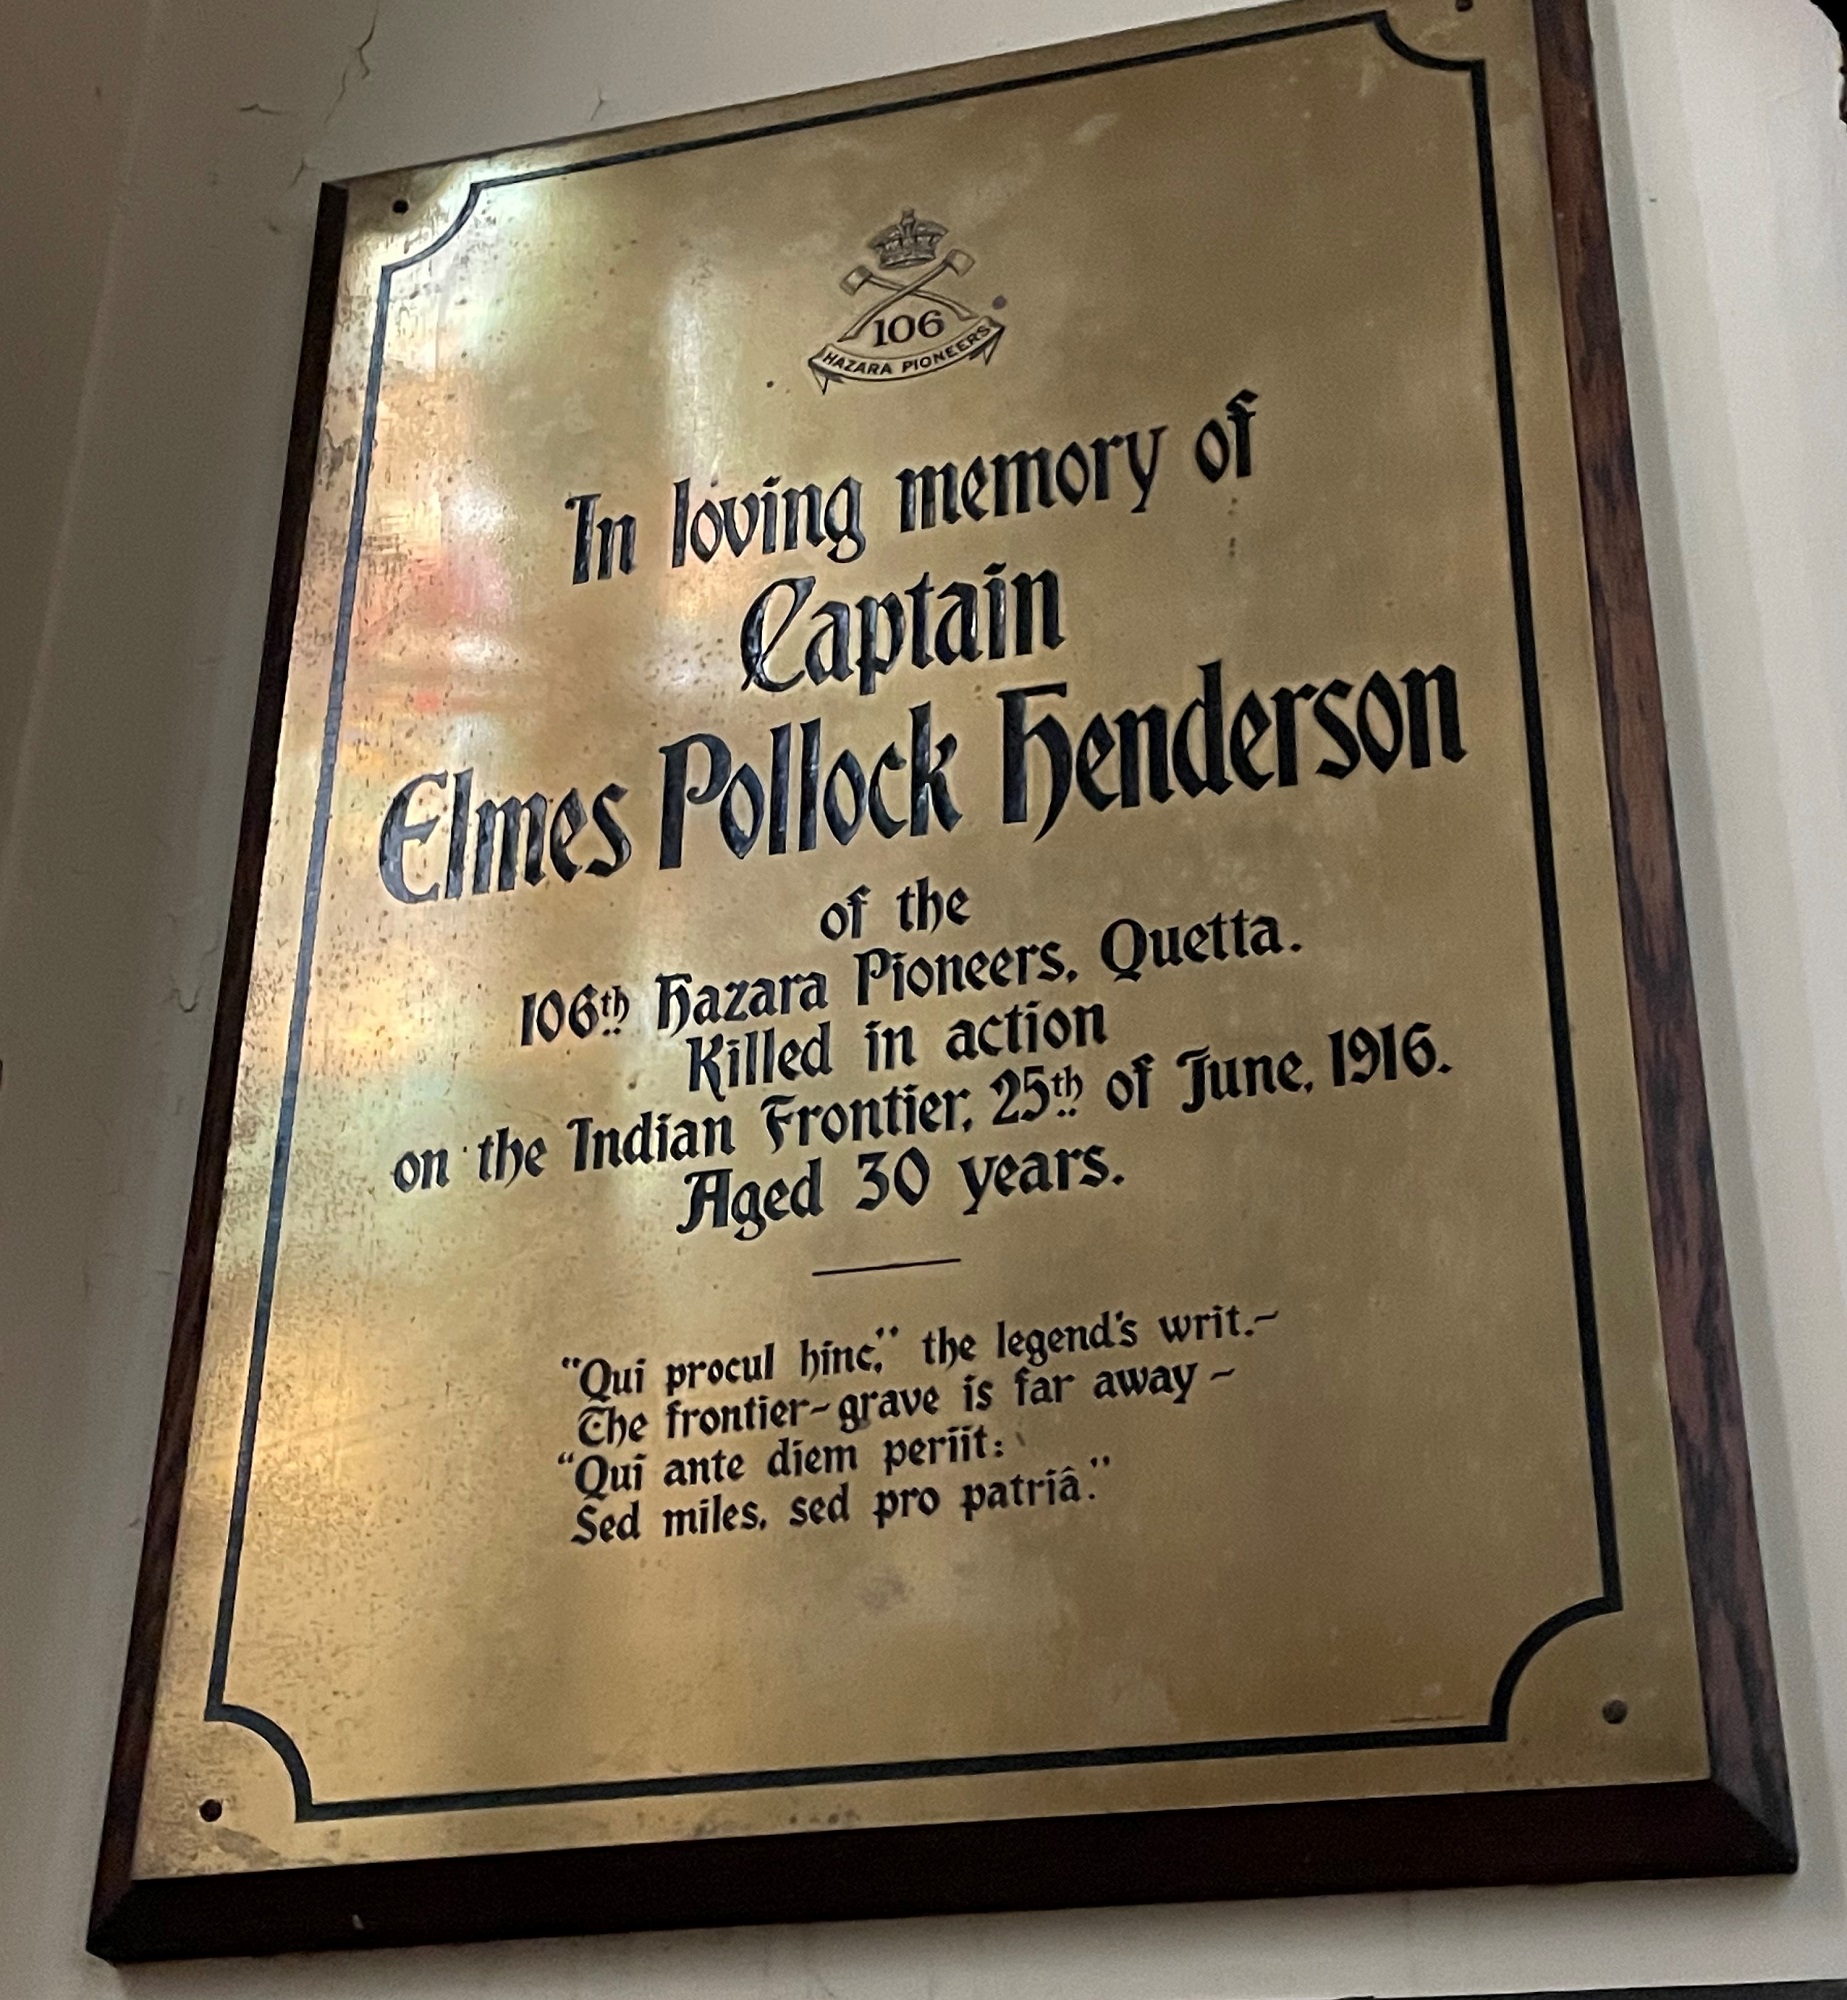 106
HAZARA PIONEERS
In loving memory of
Captain
Elmes Pollock Henderson
of the
106th Hazara Pioneers, Quetta.
Killed in action
on the Indian Frontier, 25th of June, 1916.
Aged 30 years.
"Qui procul hinc," the legend's writ.~
The frontier~grave is far away ~
"Qui ante diem periit:
Sed miles, sed pro patriâ."